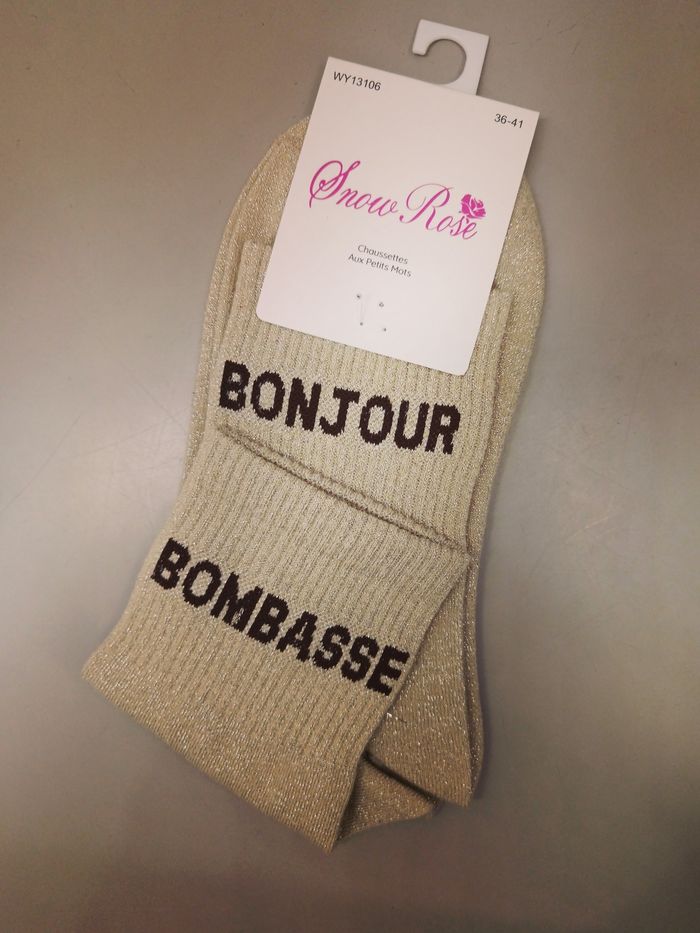 WY13106
36-41
Snow Rose
Chaussettes
Aux Petits Mots
BONJOUR
BOMBASSE